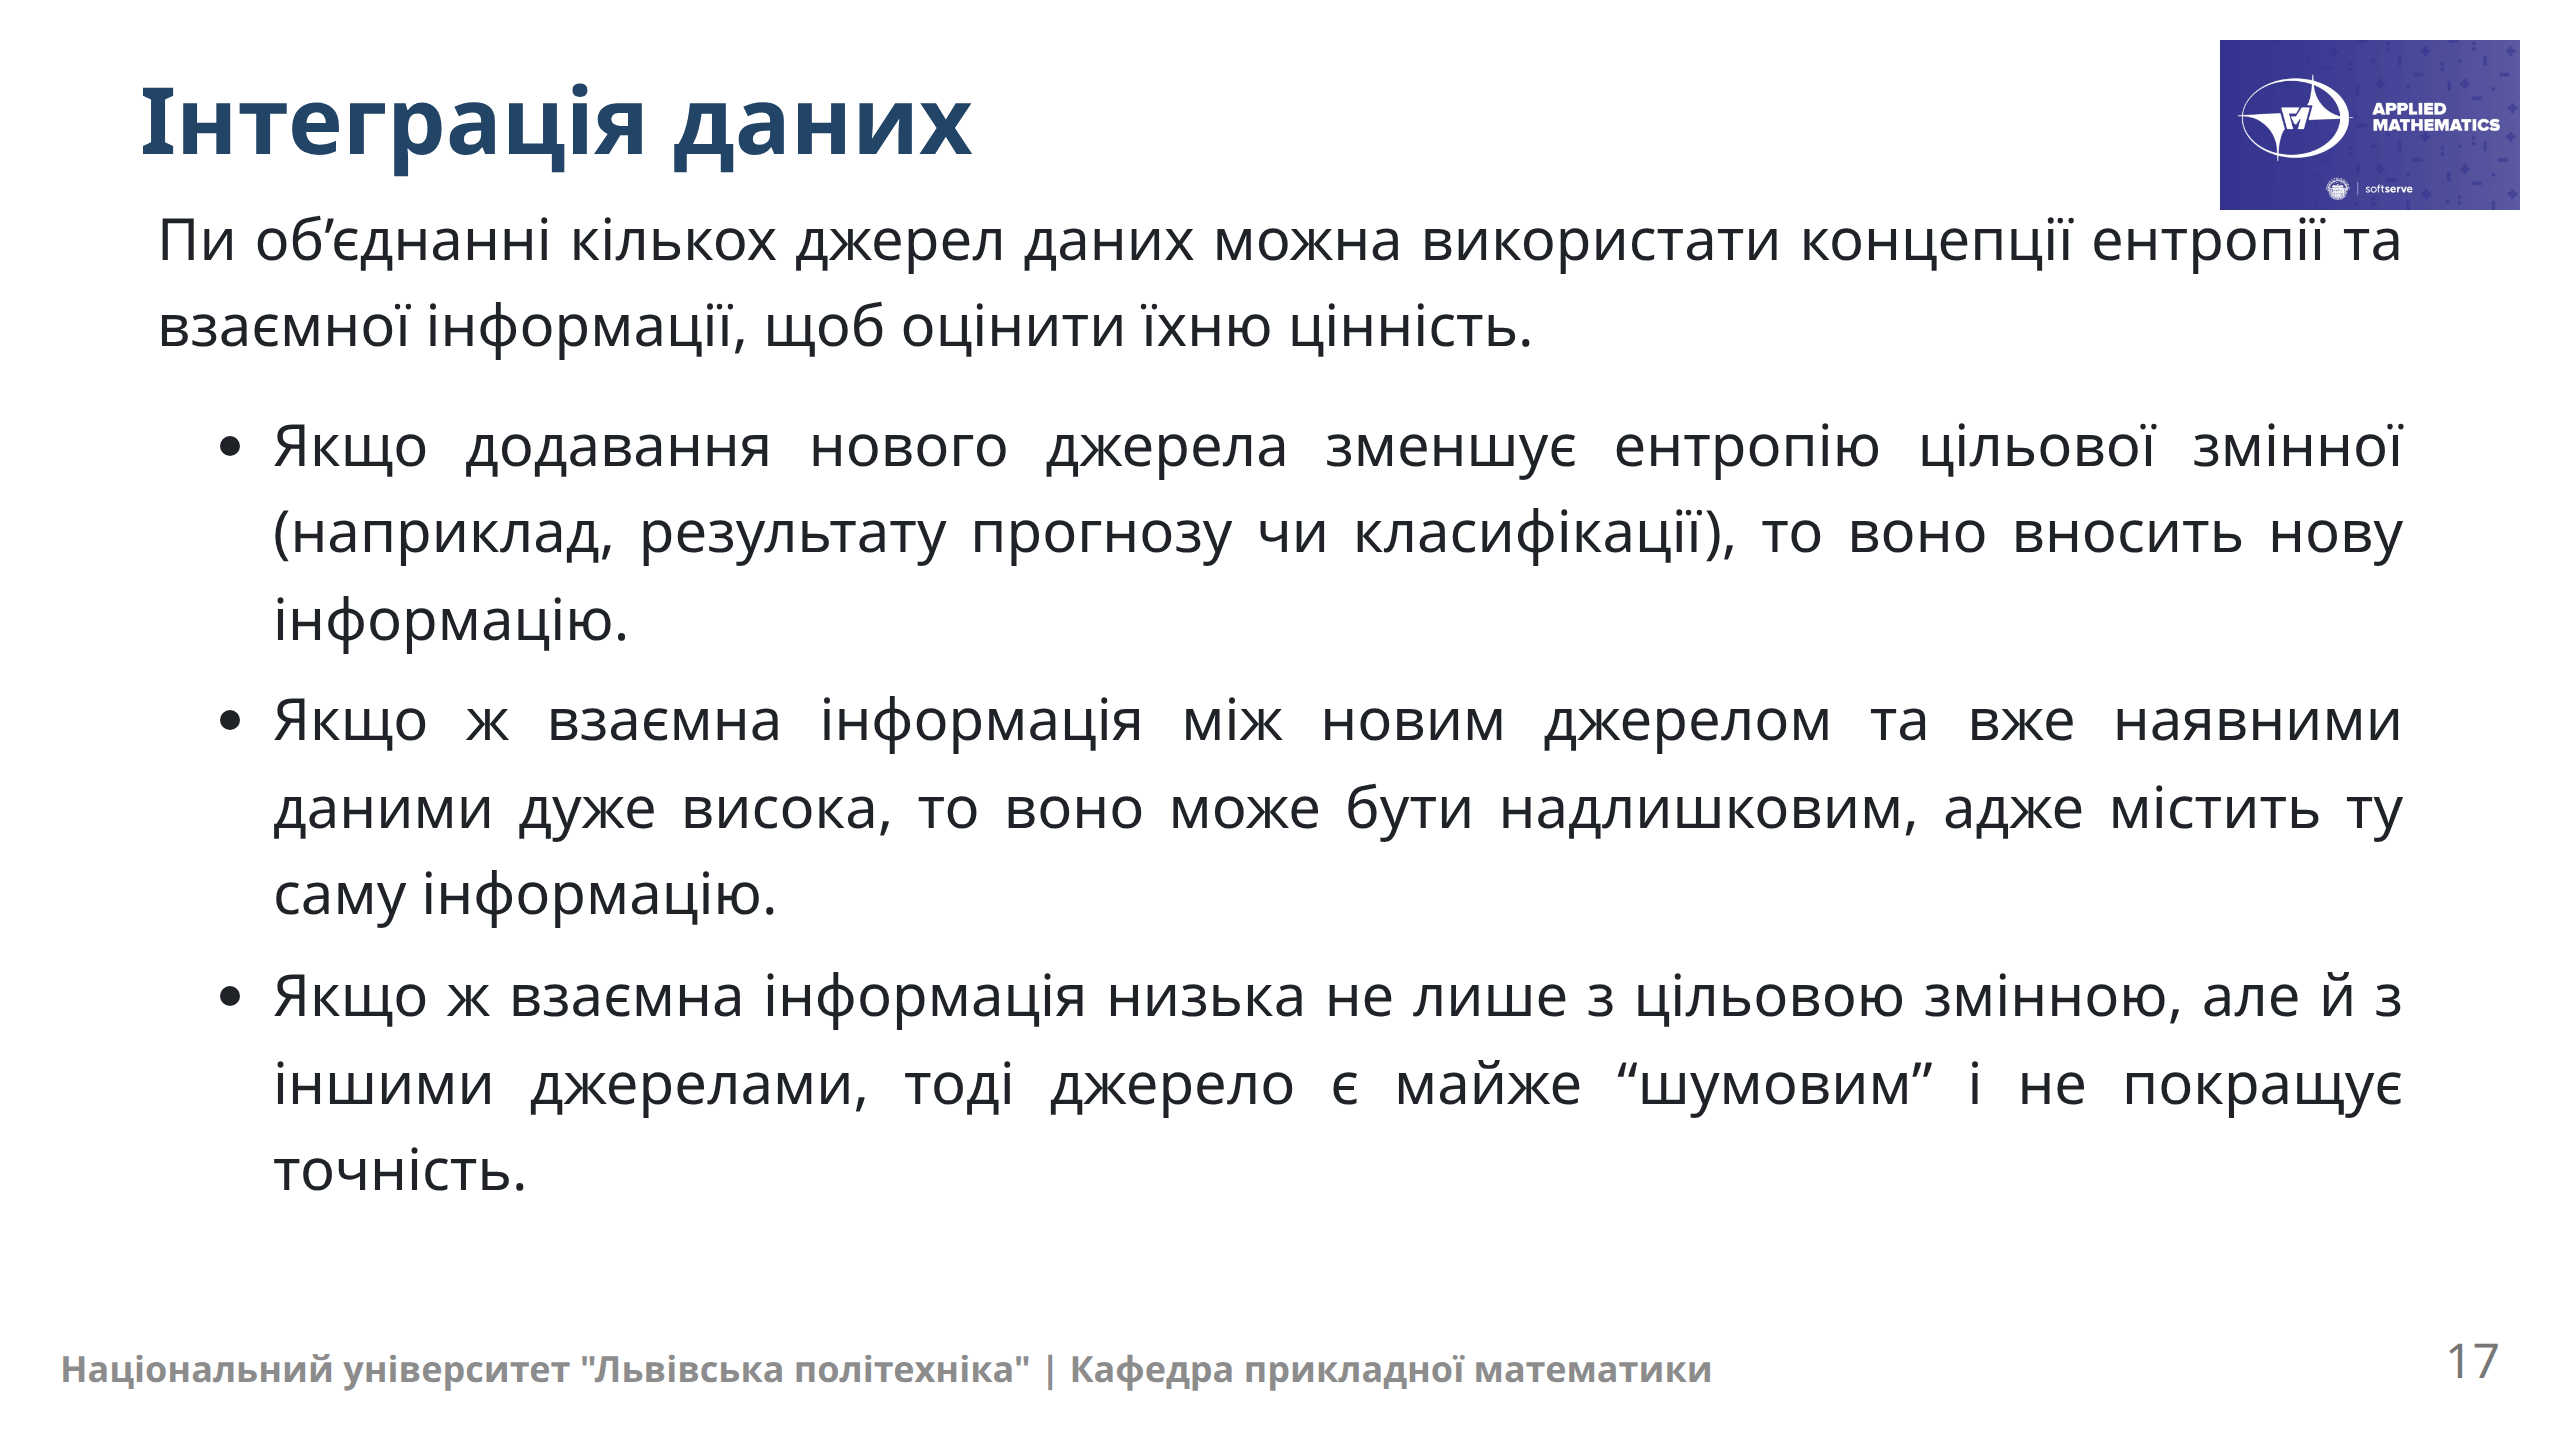 Інтеграція даних
APPLIED
MATHEMATICS
softserve
Пи об’єднанні кількох джерел даних можна використати концепції ентропії та
взаємної інформації, щоб оцінити їхню цінність.
• Якщо додавання нового джерела зменшує ентропію цільової змінної
(наприклад, результату прогнозу чи класифікації), то воно вносить нову
інформацію.
• Якщо ж взаємна інформація між новим джерелом та вже наявними
даними дуже висока, то воно може бути надлишковим, адже містить ту
саму інформацію.
• Якщо ж взаємна інформація низька не лише з цільовою змінною, але й з
іншими джерелами, тоді джерело є майже “шумовим” і не покращує
точність.
Національний університет "Львівська політехніка" | Кафедра прикладної математики
17